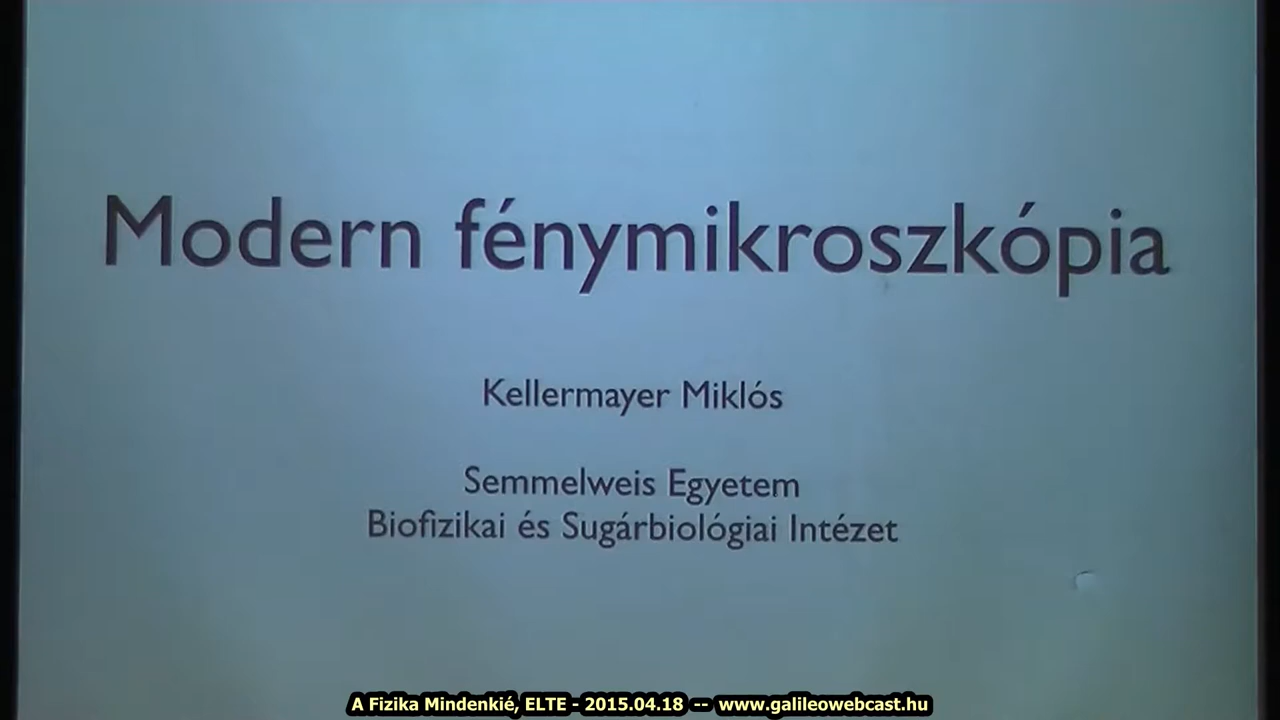 Modern fénymikroszkópia
Kellermayer Miklós
Semmelweis Egyetem
Biofizikai és Sugárbiológiai Intézet
A Fizika Mindenkié, ELTE - 2015.04.18 -- www.galileowebcast.hu